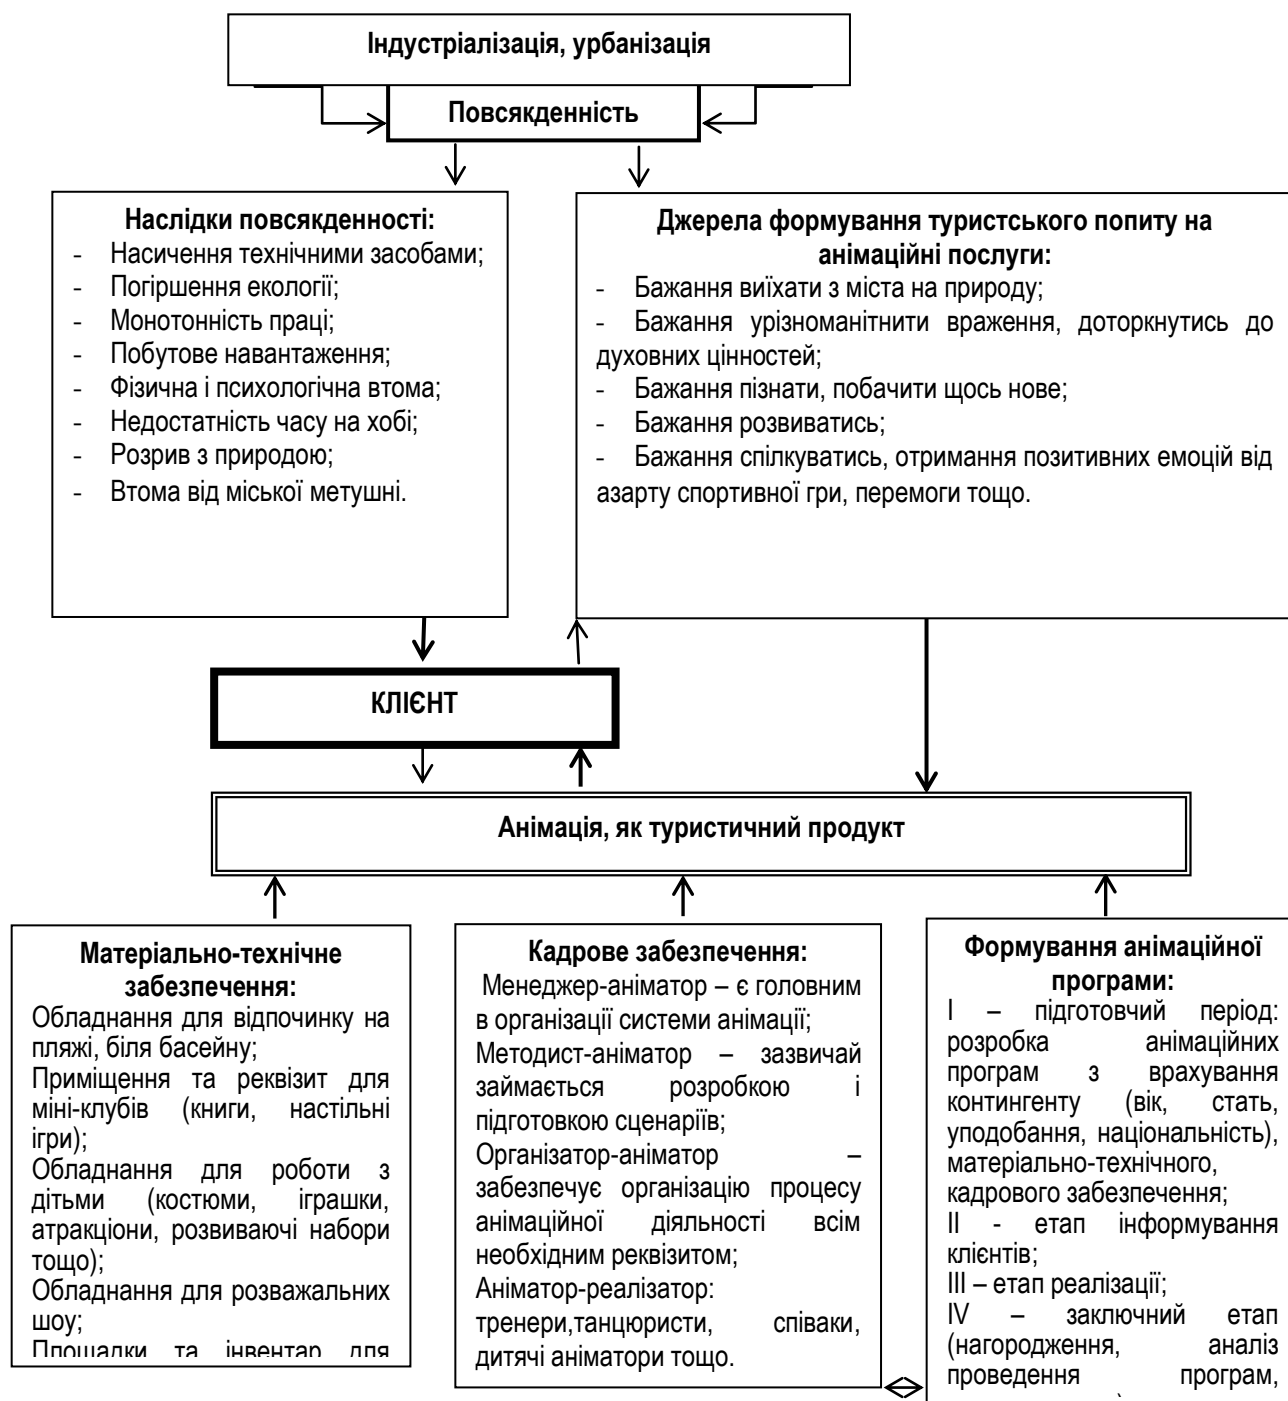 Індустріалізація, урбанізація
Повсякденність
Наслідки повсякденності:
- Насичення технічними засобами;
- Погіршення екології;
- Монотонність праці;
- Побутове навантаження;
- Фізична і психологічна втома;
- Недостатність часу на хобі;
- Розрив з природою;
- Втома від міської метушні.
Джерела формування туристського попиту на
анімаційні послуги:
- Бажання виїхати з міста на природу;
- Бажання урізноманітнити враження, доторкнутись до
духовних цінностей;
- Бажання пізнати, побачити щось нове;
- Бажання розвиватись;
- Бажання спілкуватись, отримання позитивних емоцій від
азарту спортивної гри, перемоги тощо.
КЛІЄНТ
Анімація, як туристичний продукт
Матеріально-технічне
забезпечення:
Обладнання для відпочинку на
пляжі, біля басейну;
Приміщення та реквізит для
міні-клубів (книги, настільні
ігри);
Обладнання для роботи з
дітьми (костюми, іграшки,
атракціони, розвиваючі набори
тощо);
Обладнання для розважальних
шоу;
Площадки та інвентар для
Кадрове забезпечення:
Менеджер-аніматор – є головним
в організації системи анімації;
Методист-аніматор – зазвичай
займається розробкою і
підготовкою сценаріїв;
Організатор-аніматор –
забезпечує організацію процесу
анімаційної діяльності всім
необхідним реквізитом;
Аніматор-реалізатор:
тренери,танцюристи, співаки,
дитячі аніматори тощо.
Формування анімаційної
програми:
І – підготовчий період:
розробка анімаційних
програм з врахування
контингенту (вік, стать,
уподобання, національність),
матеріально-технічного,
кадрового забезпечення;
ІІ - етап інформування
клієнтів;
ІІІ – етап реалізації;
IV – заключний етап
(нагородження, аналіз
проведення програм,